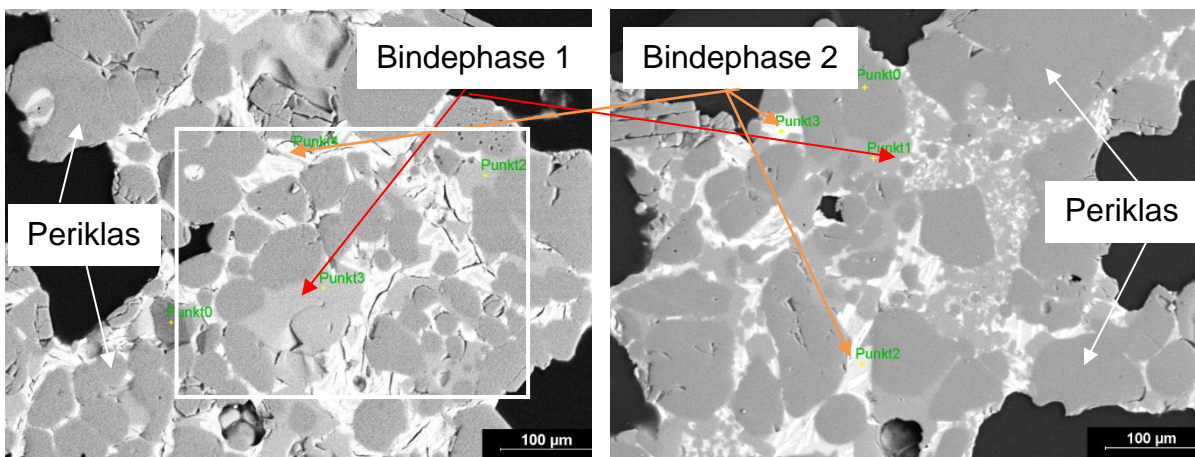 Bindephase 1
Bindephase 2
Punkt0
Punkt4
Punkt3
Punkt2
Punkt1
Periklas
Periklas
Punkt3
Punkt0
Punkt2
100 µm
100 µm